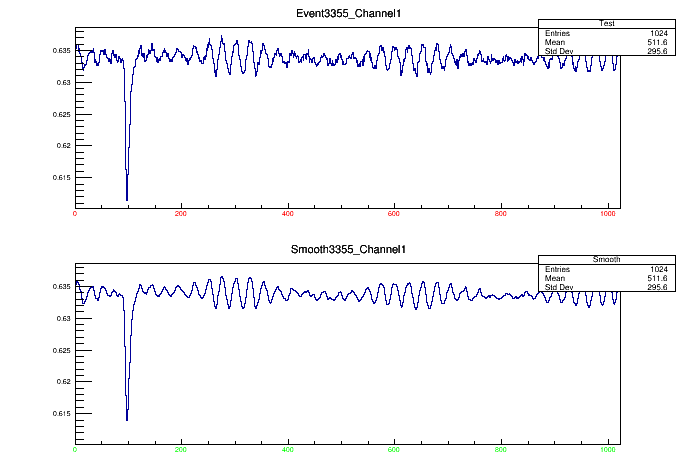 Event3355_Channel1
Test
Entries 1024
Mean 511.6
Std Dev 295.6
0.635
0.63
0.625
0.62
0.615
0 200 400 600 800 1000
Smooth3355_Channel1
Smooth
Entries 1024
Mean 511.6
Std Dev 295.6
0.635
0.63
0.625
0.62
0.615
0 200 400 600 800 1000